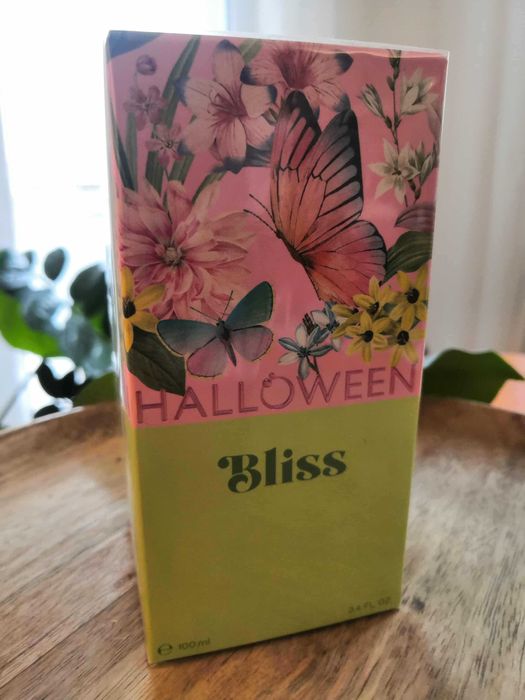 HALLOWEEN
Bliss
3.4 FL. OZ.
℮ 100 ml